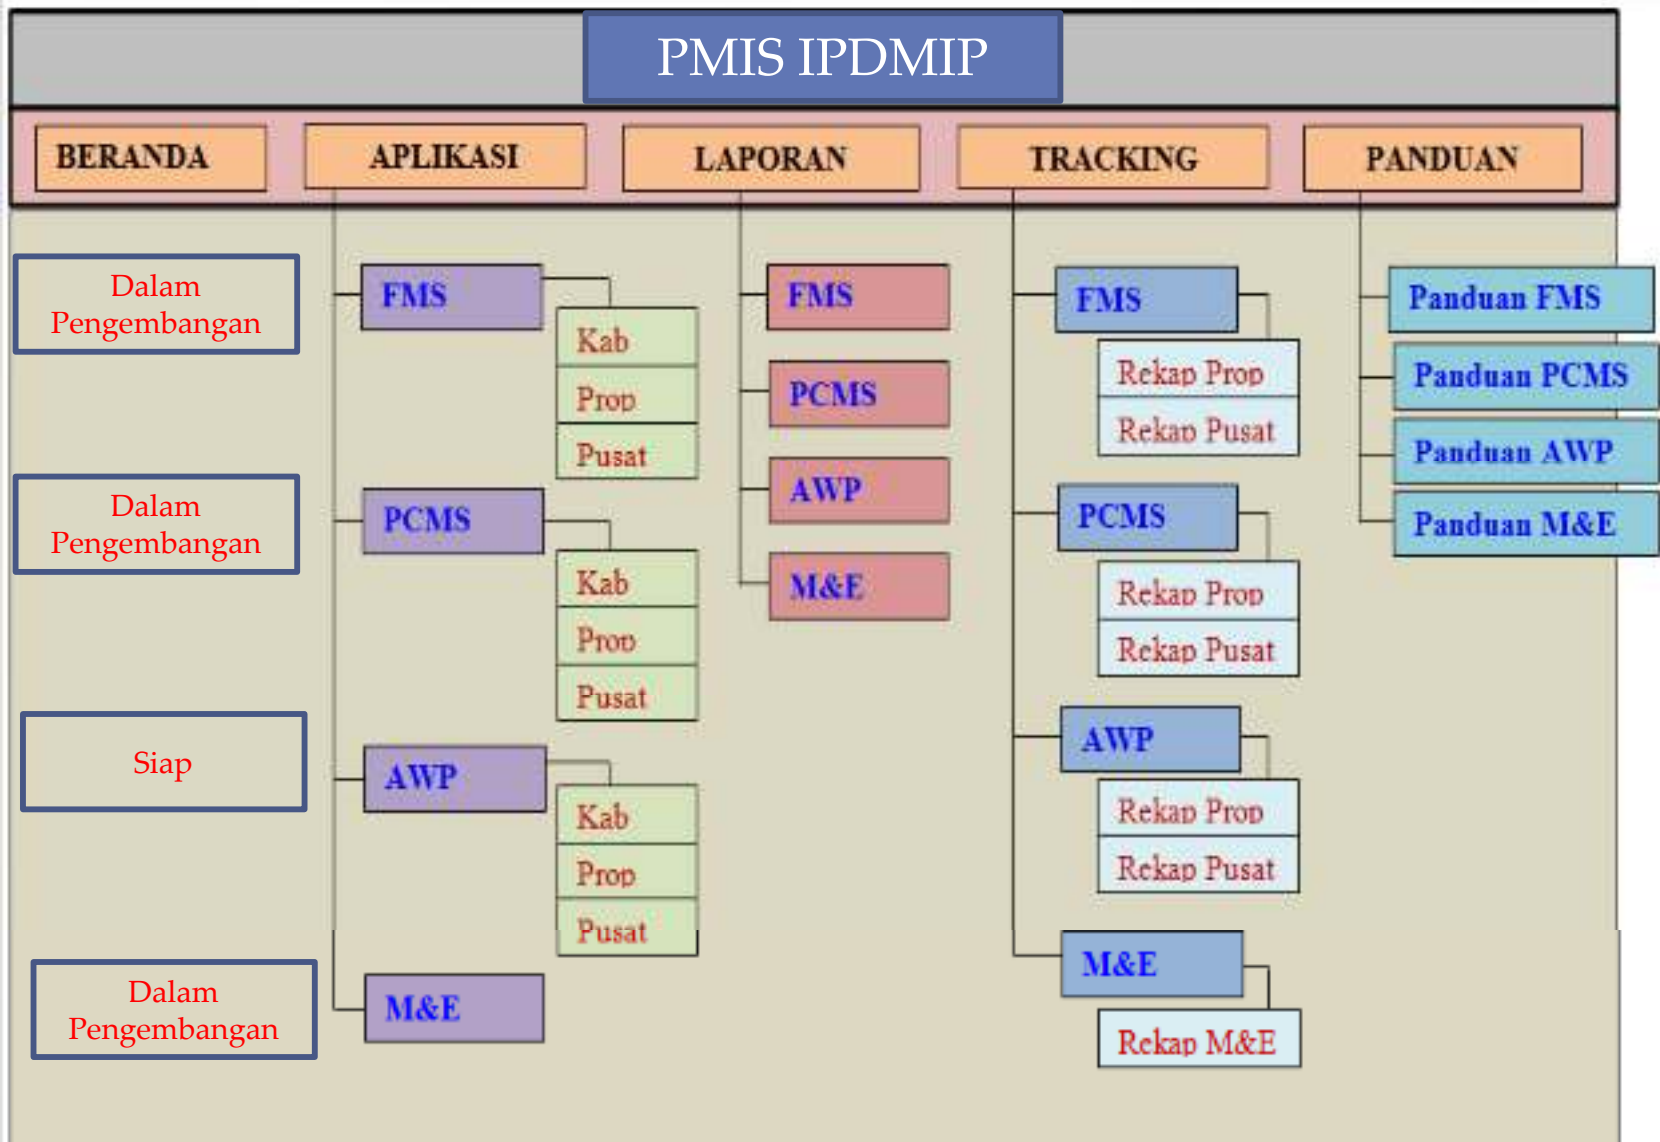 PMIS IPDMIP
BERANDA
APLIKASI
LAPORAN
TRACKING
PANDUAN
Dalam
Pengembangan
Dalam
Pengembangan
Siap
Dalam
Pengembangan
FMS
Kab
Prop
Pusat
PCMS
Kab
Prop
Pusat
AWP
Kab
Prop
Pusat
M&E
FMS
PCMS
AWP
M&E
FMS
Rekap Prop
Rekap Pusat
PCMS
Rekap Prop
Rekap Pusat
AWP
Rekap Prop
Rekap Pusat
M&E
Rekap M&E
Panduan FMS
Panduan PCMS
Panduan AWP
Panduan M&E